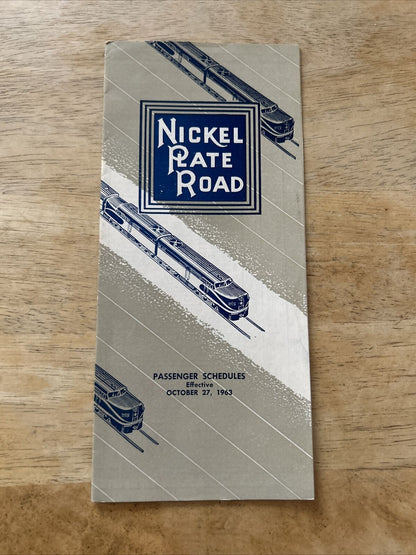 NICKEL
PLATE
ROAD
PASSENGER SCHEDULES
Effective
OCTOBER 27, 1963